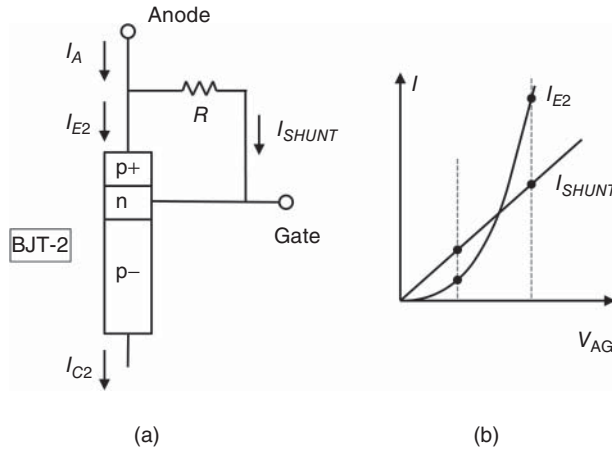 Anode
I_A
I_E2
R
I_SHUNT
p+
n
Gate
BJT-2
p−
I_C2
(a)
I
I_E2
I_SHUNT
V_AG
(b)